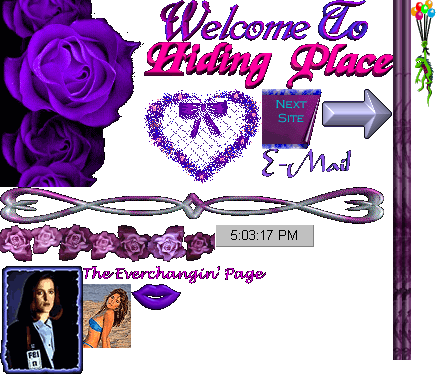 Welcome To
Hiding Place
Next
Site
E-Mail
5:03:17 PM
The Everchangin' Page
FBI